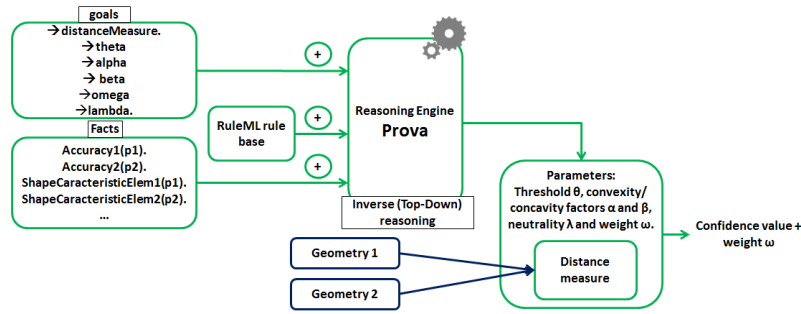 goals
→distanceMeasure.
→theta
→alpha
→ beta
→omega
→lambda.
Facts
Accuracy1(p1).
Accuracy2(p2).
ShapeCaracteristicElem1(p1).
ShapeCaracteristicElem2(p2).
...
RuleML rule
base
+
+
+
Reasoning Engine
Prova
Inverse (Top-Down)
reasoning
Geometry 1
Geometry 2
Parameters:
Threshold θ, convexity/
concavity factors α and β,
neutrality λ and weight ω.
Distance
measure
Confidence value +
weight ω